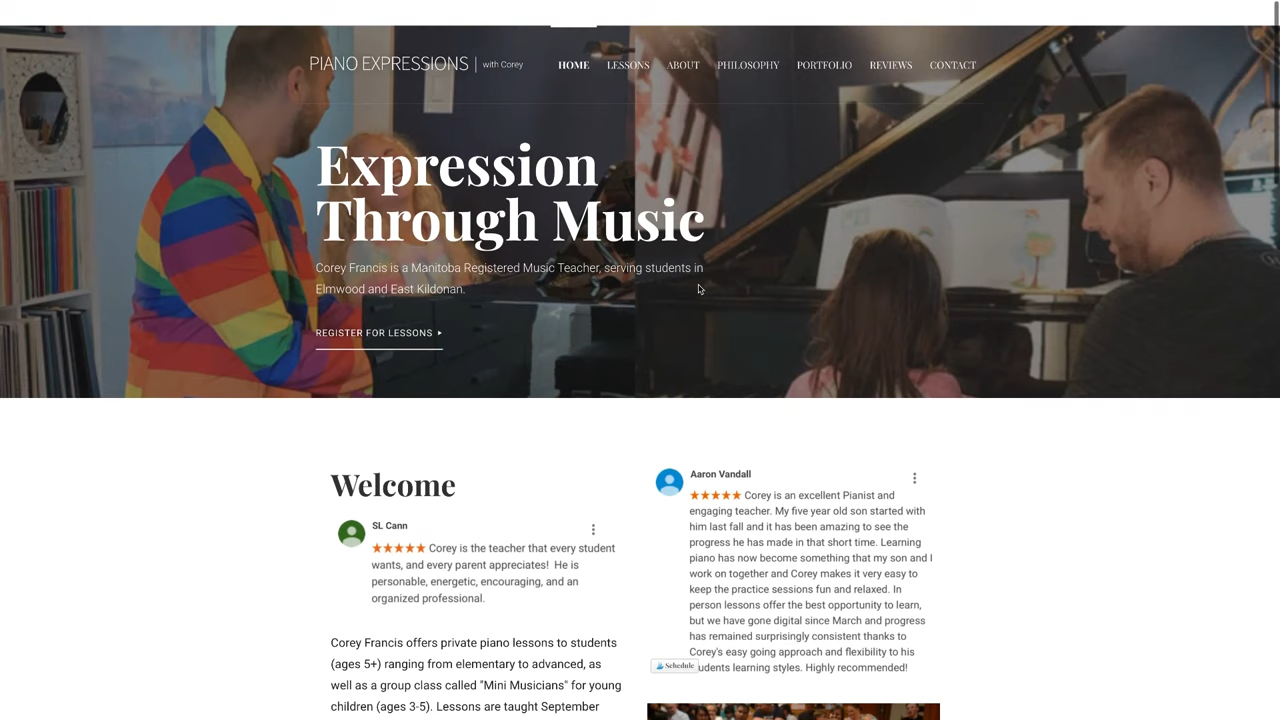 PIANO EXPRESSIONS | with Corey
HOME LESSONS ABOUT PHILOSOPHY PORTFOLIO REVIEWS CONTACT
Expression
Through Music
Corey Francis is a Manitoba Registered Music Teacher, serving students in
Elmwood and East Kildonan.
REGISTER FOR LESSONS
Welcome
SL Cann
★★★★★ Corey is the teacher that every student
wants, and every parent appreciates! He is
personable, energetic, encouraging, and an
organized professional.
Corey Francis offers private piano lessons to students
(ages 5+) ranging from elementary to advanced, as
well as a group class called "Mini Musicians" for young
children (ages 3-5). Lessons are taught September
Aaron Vandall
★★★★★ Corey is an excellent Pianist and
engaging teacher. My five year old son started with
him last fall and it has been amazing to see the
progress he has made in that short time. Learning
piano has now become something that my son and I
work on together and Corey makes it very easy to
keep the practice sessions fun and relaxed. In
person lessons offer the best opportunity to learn,
but we have gone digital since March and progress
has remained surprisingly consistent thanks to
Corey's easy going approach and flexibility to his
udents learning styles. Highly recommended!
Schedule